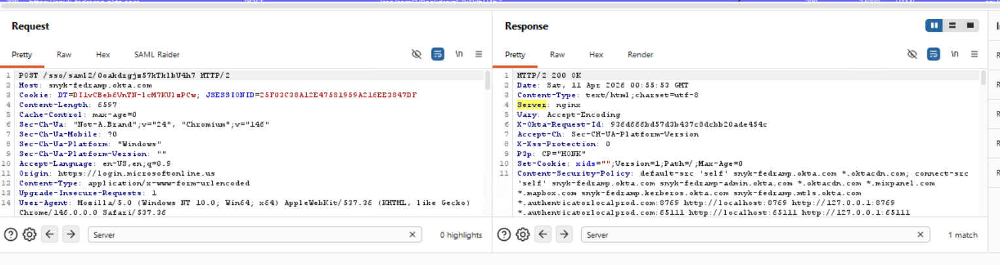 Request
Pretty Raw Hex SAML Raider \n
1 POST /sso/saml2/0oakdrgjs57kTklbU4h7 HTTP/2
2 Host: snyk-fedramp.okta.com
3 Cookie: DT=DI1vCBeb6VnTN-1cM7KUlsPCw; JSESSIONID=25F03C38A12E47581959A216EE3847DF
4 Content-Length: 6597
5 Cache-Control: max-age=0
6 Sec-Ch-Ua: "Not-A.Brand";v="24", "Chromium";v="146"
7 Sec-Ch-Ua-Mobile: ?0
8 Sec-Ch-Ua-Platform: "Windows"
9 Sec-Ch-Ua-Platform-Version: ""
10 Accept-Language: en-US,en;q=0.9
11 Origin: https://login.microsoftonline.us
12 Content-Type: application/x-www-form-urlencoded
13 Upgrade-Insecure-Requests: 1
14 User-Agent: Mozilla/5.0 (Windows NT 10.0; Win64; x64) AppleWebKit/537.36 (KHTML, like Gecko)
Chrome/146.0.0.0 Safari/537.36
Server 0 highlights
Response
Pretty Raw Hex Render \n
1 HTTP/2 200 OK
2 Date: Sat, 11 Apr 2026 00:55:53 GMT
3 Content-Type: text/html;charset=utf-8
4 Server: nginx
5 Vary: Accept-Encoding
6 X-Okta-Request-Id: 936d666bd57d3b437c8dcbb20ade454c
7 Accept-Ch: Sec-CH-UA-Platform-Version
8 X-Xss-Protection: 0
9 P3p: CP="HONK"
10 Set-Cookie: xids="";Version=1;Path=/;Max-Age=0
11 Content-Security-Policy: default-src 'self' snyk-fedramp.okta.com *.oktacdn.com; connect-src
'self' snyk-fedramp.okta.com snyk-fedramp-admin.okta.com *.oktacdn.com *.mixpanel.com
*.mapbox.com snyk-fedramp.kerberos.okta.com snyk-fedramp.mtls.okta.com
*.authenticatorlocalprod.com:8769 http://localhost:8769 http://127.0.0.1:8769
*.authenticatorlocalprod.com:65111 http://localhost:65111 http://127.0.0.1:65111
Server 1 match